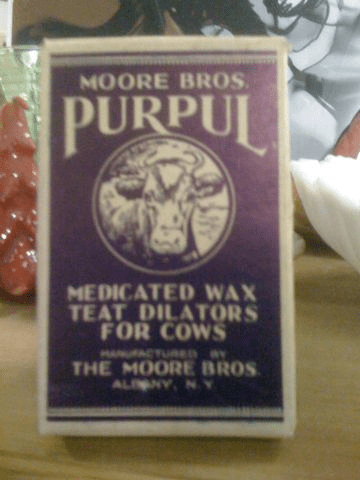 MOORE BROS.
PURPUL
MEDICATED WAX
TEAT DILATORS
FOR COWS
MANUFACTURED BY
THE MOORE BROS.
ALBANY, N.Y.